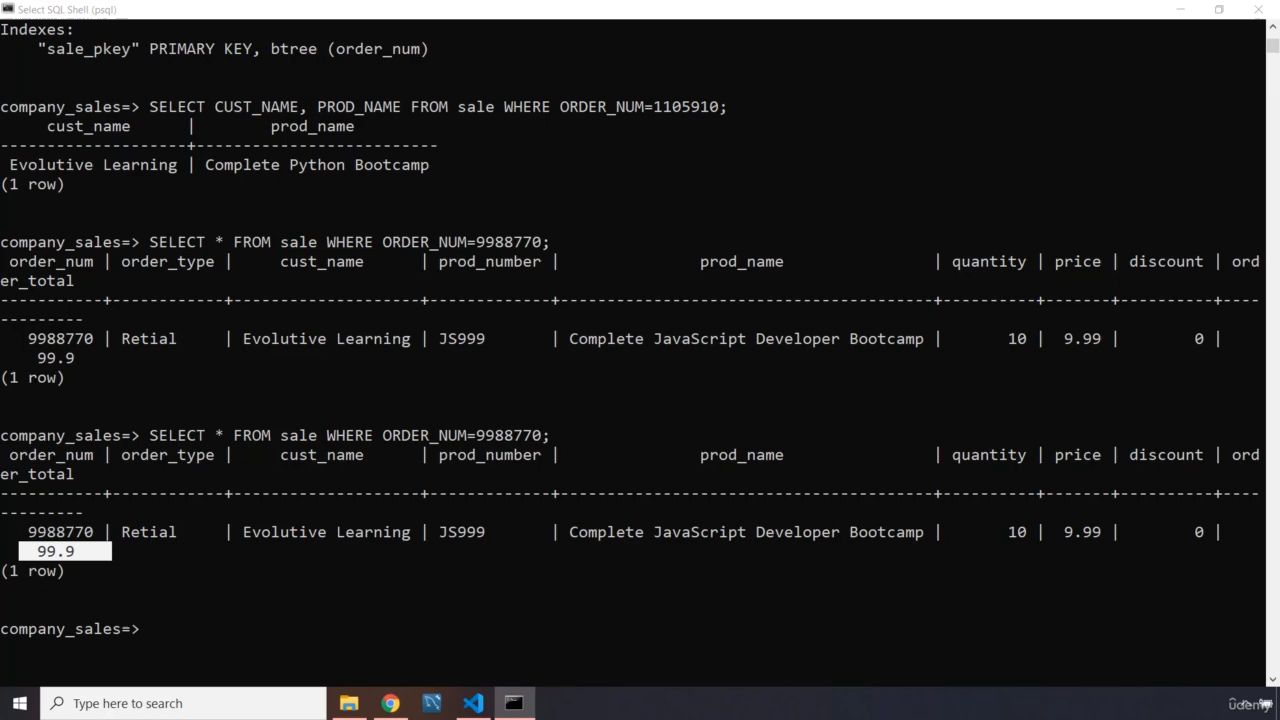 Select SQL Shell (psql)
Indexes:
    "sale_pkey" PRIMARY KEY, btree (order_num)
company_sales=> SELECT CUST_NAME, PROD_NAME FROM sale WHERE ORDER_NUM=1105910;
     cust_name      |        prod_name
--------------------+--------------------------
 Evolutive Learning | Complete Python Bootcamp
(1 row)
company_sales=> SELECT * FROM sale WHERE ORDER_NUM=9988770;
 order_num | order_type |     cust_name      | prod_number |               prod_name                | quantity | price | discount | ord
er_total
-----------+------------+--------------------+-------------+----------------------------------------+----------+-------+----------+----
---------
   9988770 | Retial     | Evolutive Learning | JS999       | Complete JavaScript Developer Bootcamp |       10 |  9.99 |        0 |
    99.9
(1 row)
company_sales=> SELECT * FROM sale WHERE ORDER_NUM=9988770;
 order_num | order_type |     cust_name      | prod_number |               prod_name                | quantity | price | discount | ord
er_total
-----------+------------+--------------------+-------------+----------------------------------------+----------+-------+----------+----
---------
   9988770 | Retial     | Evolutive Learning | JS999       | Complete JavaScript Developer Bootcamp |       10 |  9.99 |        0 |
    99.9
(1 row)
company_sales=>
Type here to search
udemy